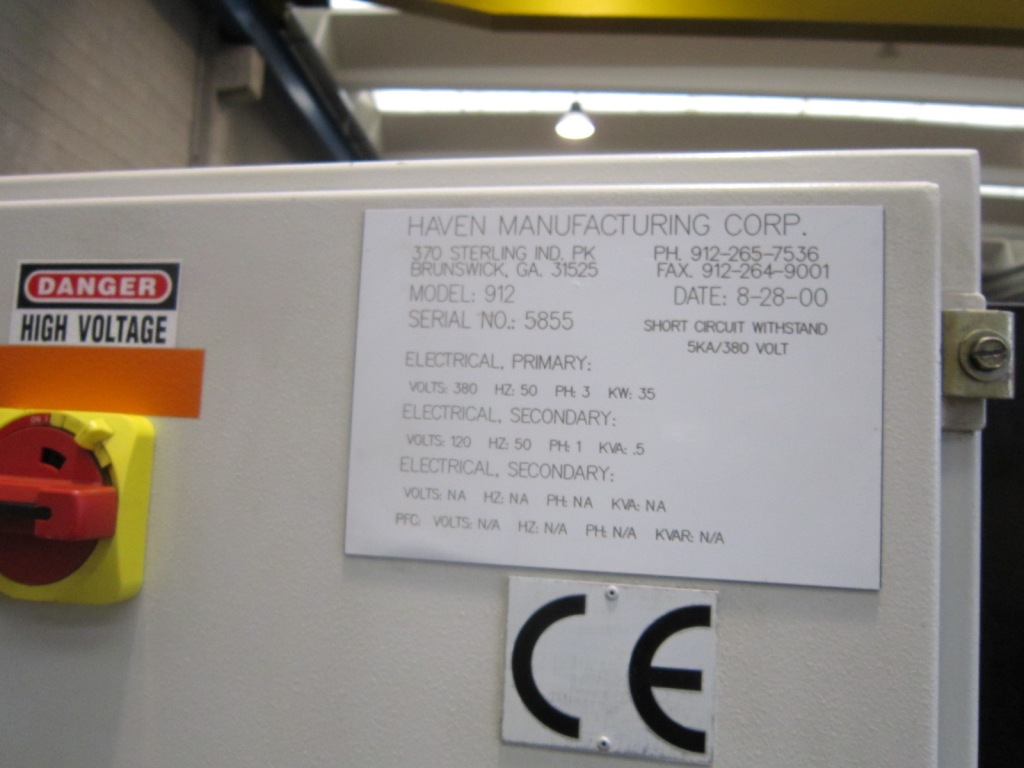 HAVEN MANUFACTURING CORP.
370 STERLING IND. PK PH. 912-265-7536
BRUNSWICK, GA. 31525 FAX. 912-264-9001
MODEL: 912 DATE: 8-28-00
SERIAL NO.: 5855 SHORT CIRCUIT WITHSTAND
5KA/380 VOLT
ELECTRICAL, PRIMARY:
VOLTS: 380 HZ: 50 PH: 3 KW: 35
ELECTRICAL, SECONDARY:
VOLTS: 120 HZ: 50 PH: 1 KVA: .5
ELECTRICAL, SECONDARY:
VOLTS: NA HZ: NA PH: NA KVA: NA
PFC: VOLTS: N/A HZ: N/A PH: N/A KVAR: N/A
DANGER
HIGH VOLTAGE
ON
CE